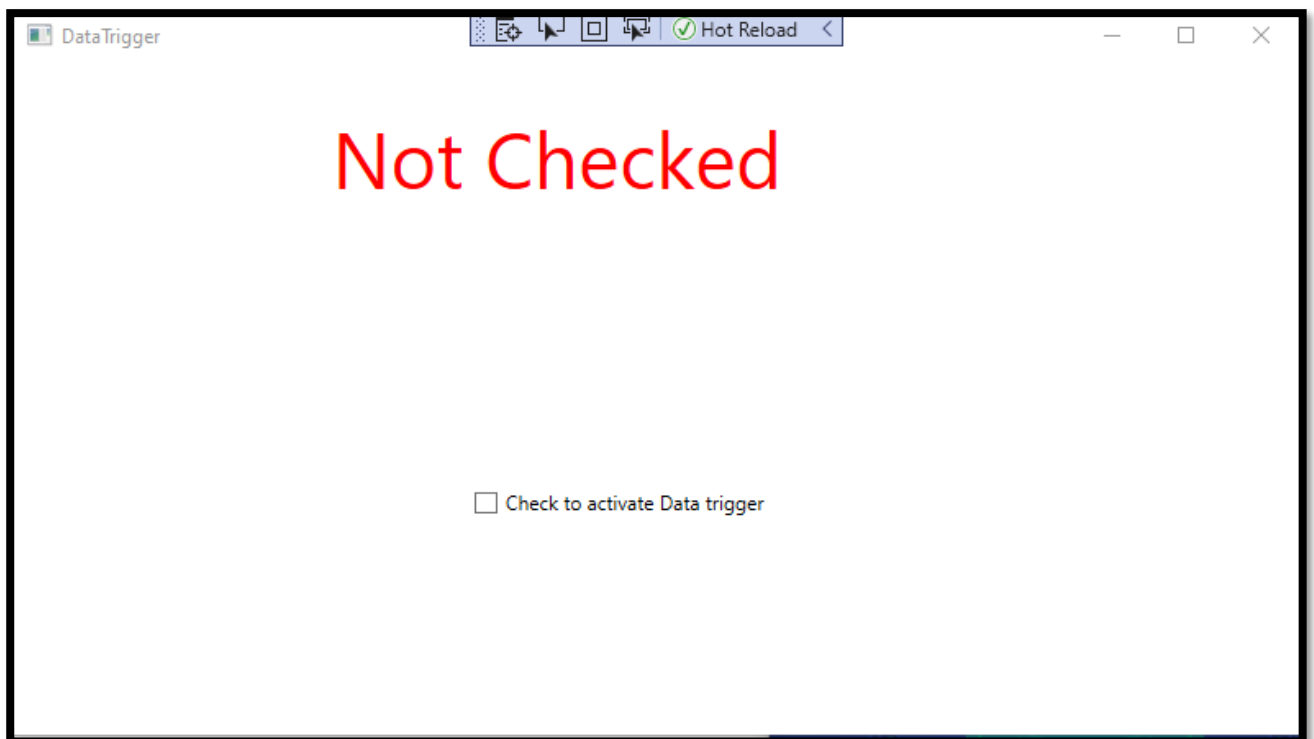 DataTrigger
Hot Reload
Not Checked
Check to activate Data trigger